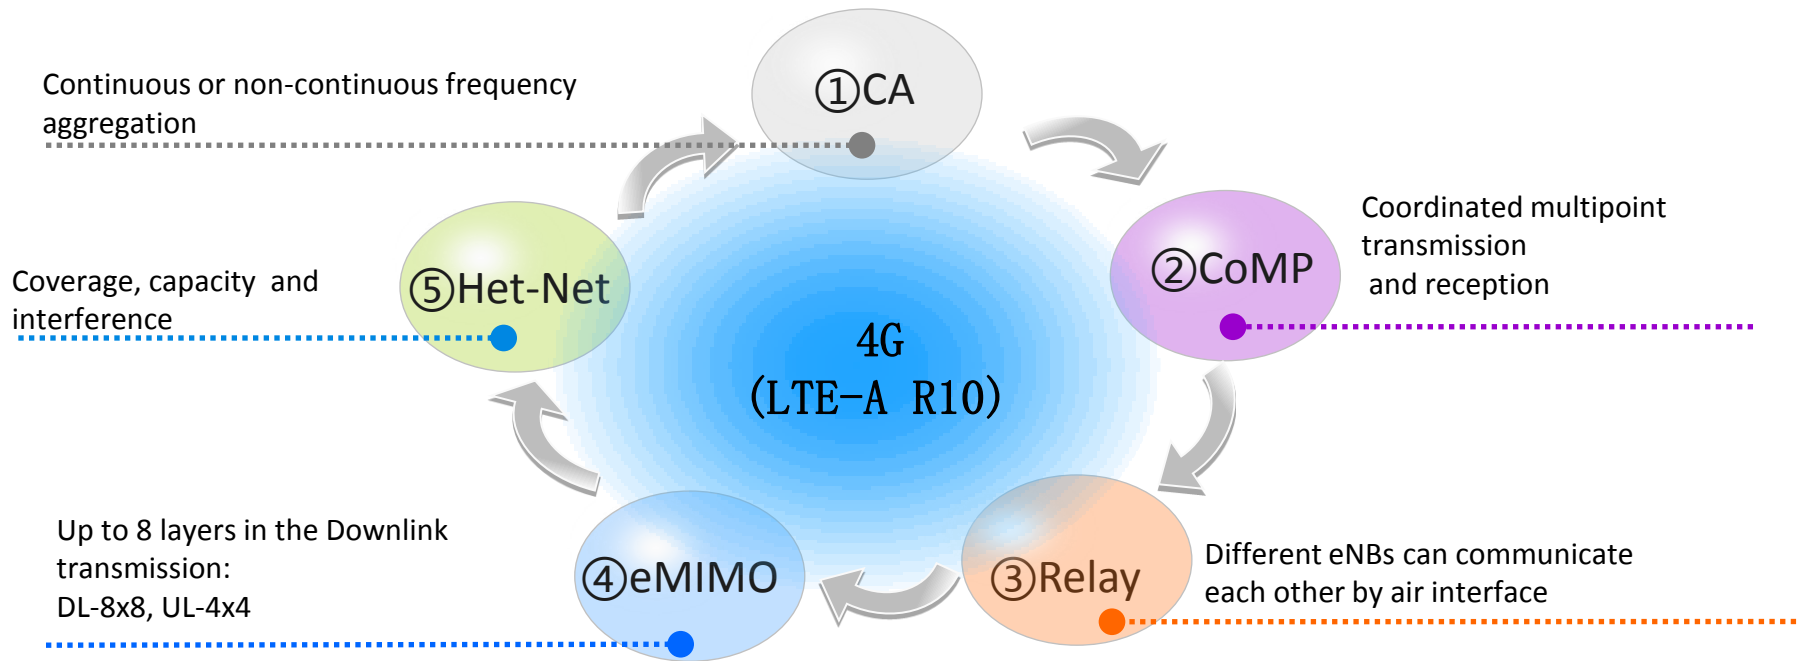 ①CA
Continuous or non-continuous frequency
aggregation
②CoMP
Coordinated multipoint
transmission
and reception
⑤Het-Net
Coverage, capacity and
interference
4G
(LTE-A R10)
④eMIMO
Up to 8 layers in the Downlink
transmission:
DL-8x8, UL-4x4
③Relay
Different eNBs can communicate
each other by air interface